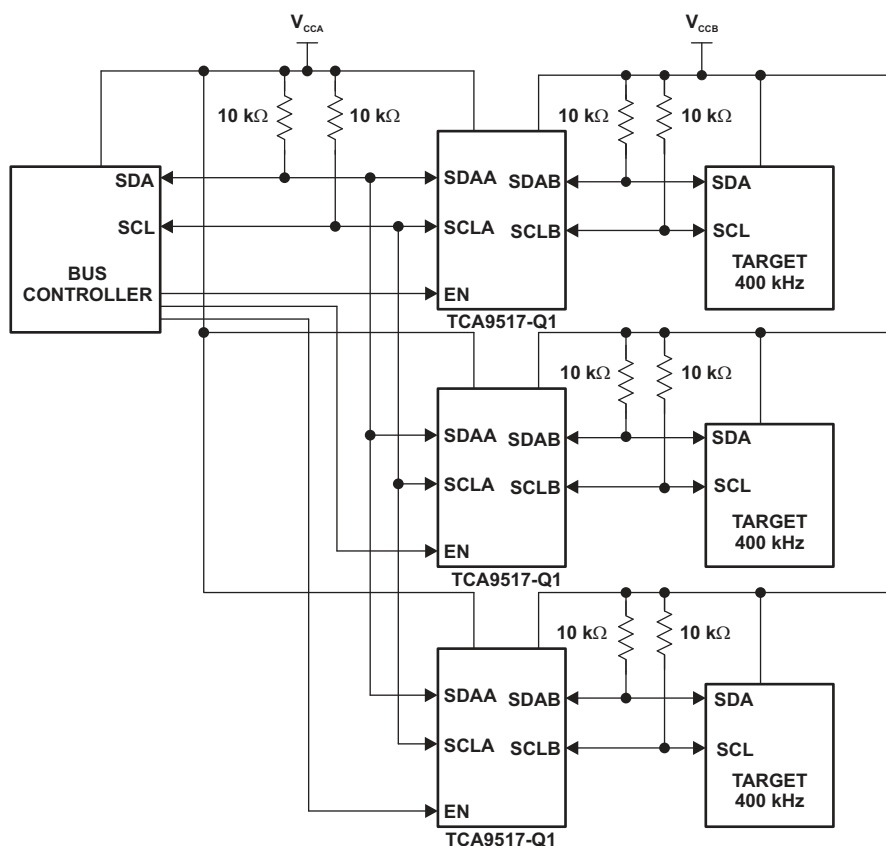 V_CCA
V_CCB
10 kΩ
10 kΩ
10 kΩ
10 kΩ
SDA
SCL
BUS
CONTROLLER
SDAA
SCLA
EN
SDAB
SCLB
TCA9517-Q1
SDA
SCL
TARGET
400 kHz
10 kΩ
10 kΩ
SDAA
SCLA
EN
SDAB
SCLB
TCA9517-Q1
SDA
SCL
TARGET
400 kHz
10 kΩ
10 kΩ
SDAA
SCLA
EN
SDAB
SCLB
TCA9517-Q1
SDA
SCL
TARGET
400 kHz